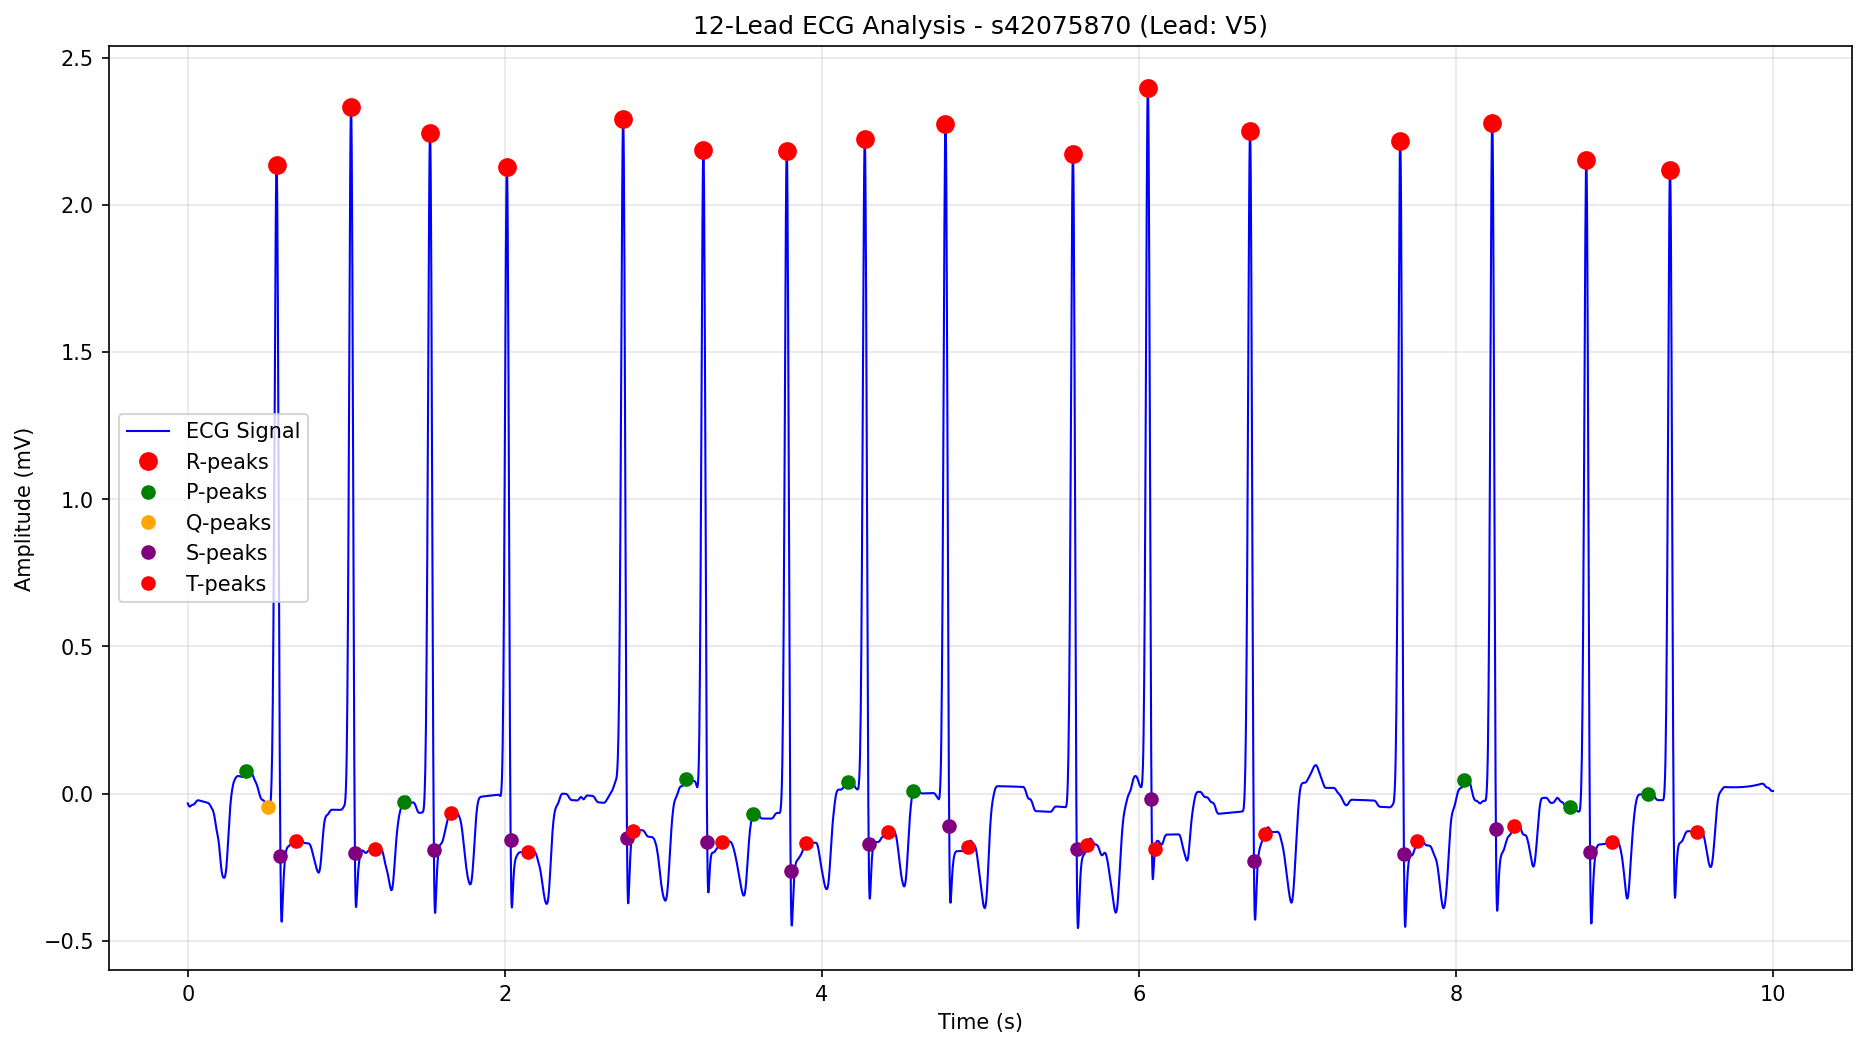 12-Lead ECG Analysis - s42075870 (Lead: V5)
Amplitude (mV)
2.5
2.0
1.5
1.0
0.5
0.0
−0.5
ECG Signal
R-peaks
P-peaks
Q-peaks
S-peaks
T-peaks
0 2 4 6 8 10
Time (s)